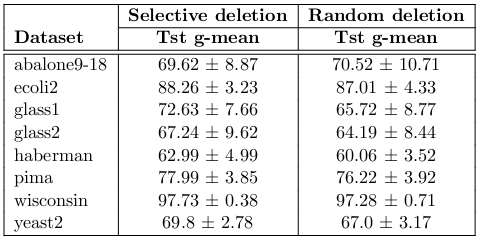 Selective deletion Random deletion
Dataset Tst g-mean Tst g-mean
abalone9-18 69.62 ± 8.87 70.52 ± 10.71
ecoli2 88.26 ± 3.23 87.01 ± 4.33
glass1 72.63 ± 7.66 65.72 ± 8.77
glass2 67.24 ± 9.62 64.19 ± 8.44
haberman 62.99 ± 4.99 60.06 ± 3.52
pima 77.99 ± 3.85 76.22 ± 3.92
wisconsin 97.73 ± 0.38 97.28 ± 0.71
yeast2 69.8 ± 2.78 67.0 ± 3.17